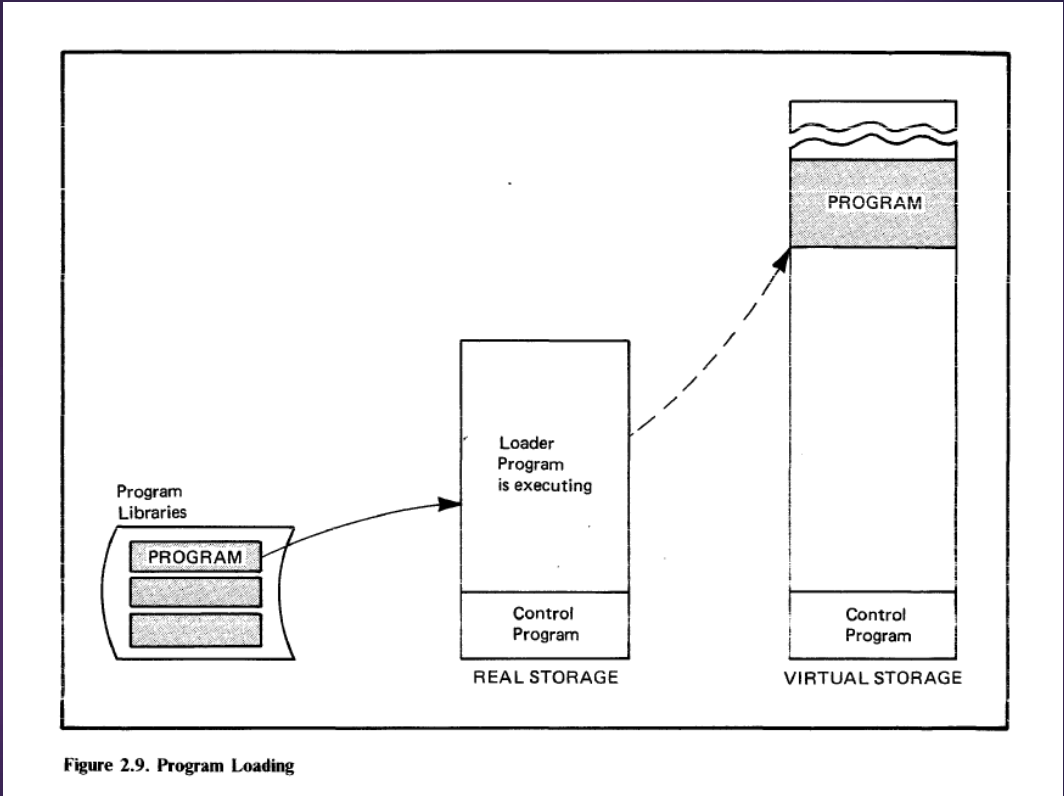 PROGRAM
Loader
Program
is executing
Program
Libraries
PROGRAM
Control
Program
Control
Program
REAL STORAGE
VIRTUAL STORAGE
Figure 2.9. Program Loading